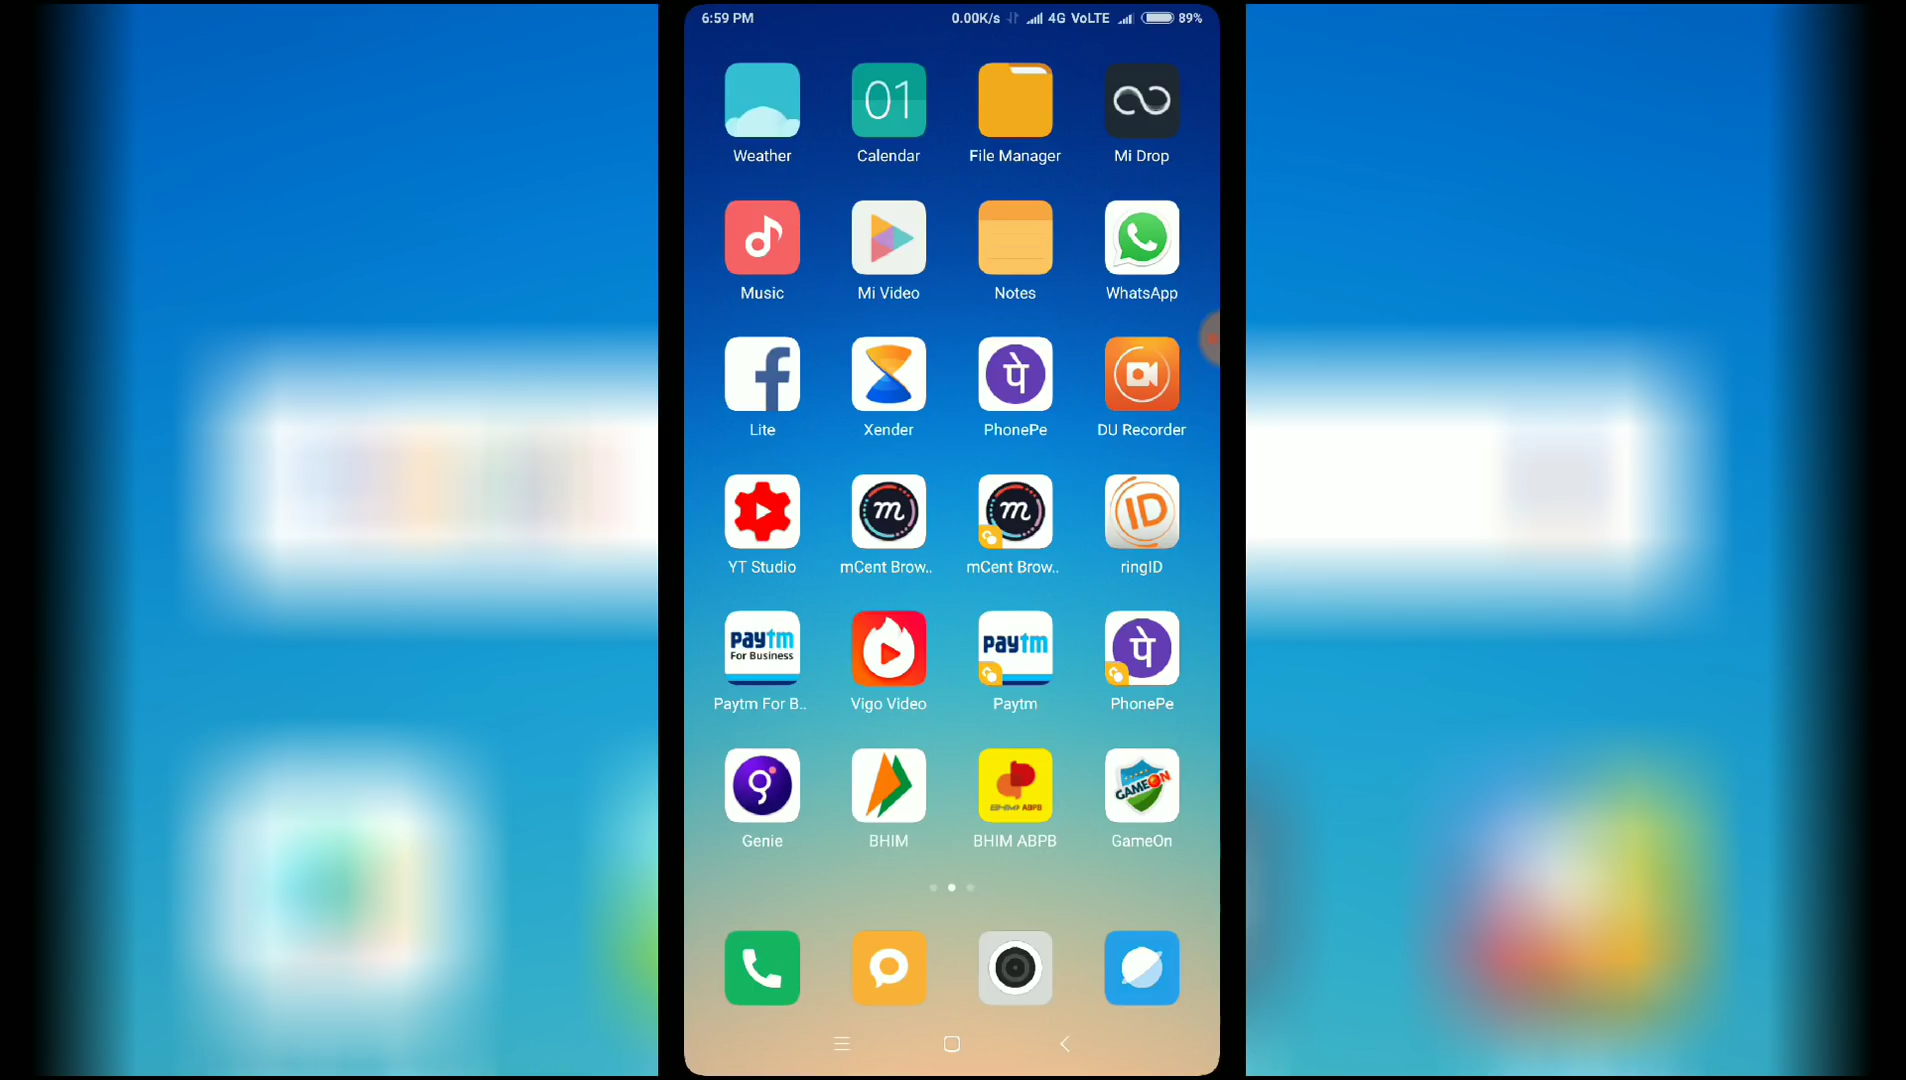 6:59 PM 0.00K/s 4G VoLTE 89%
01
Weather Calendar File Manager Mi Drop
Music Mi Video Notes WhatsApp
पे
Lite Xender PhonePe DU Recorder
m m ID
YT Studio mCent Brow.. mCent Brow.. ringID
paytm For Business paytm पे
Paytm For B.. Vigo Video Paytm PhonePe
BHIM ABPB GAMEON
Genie BHIM BHIM ABPB GameOn